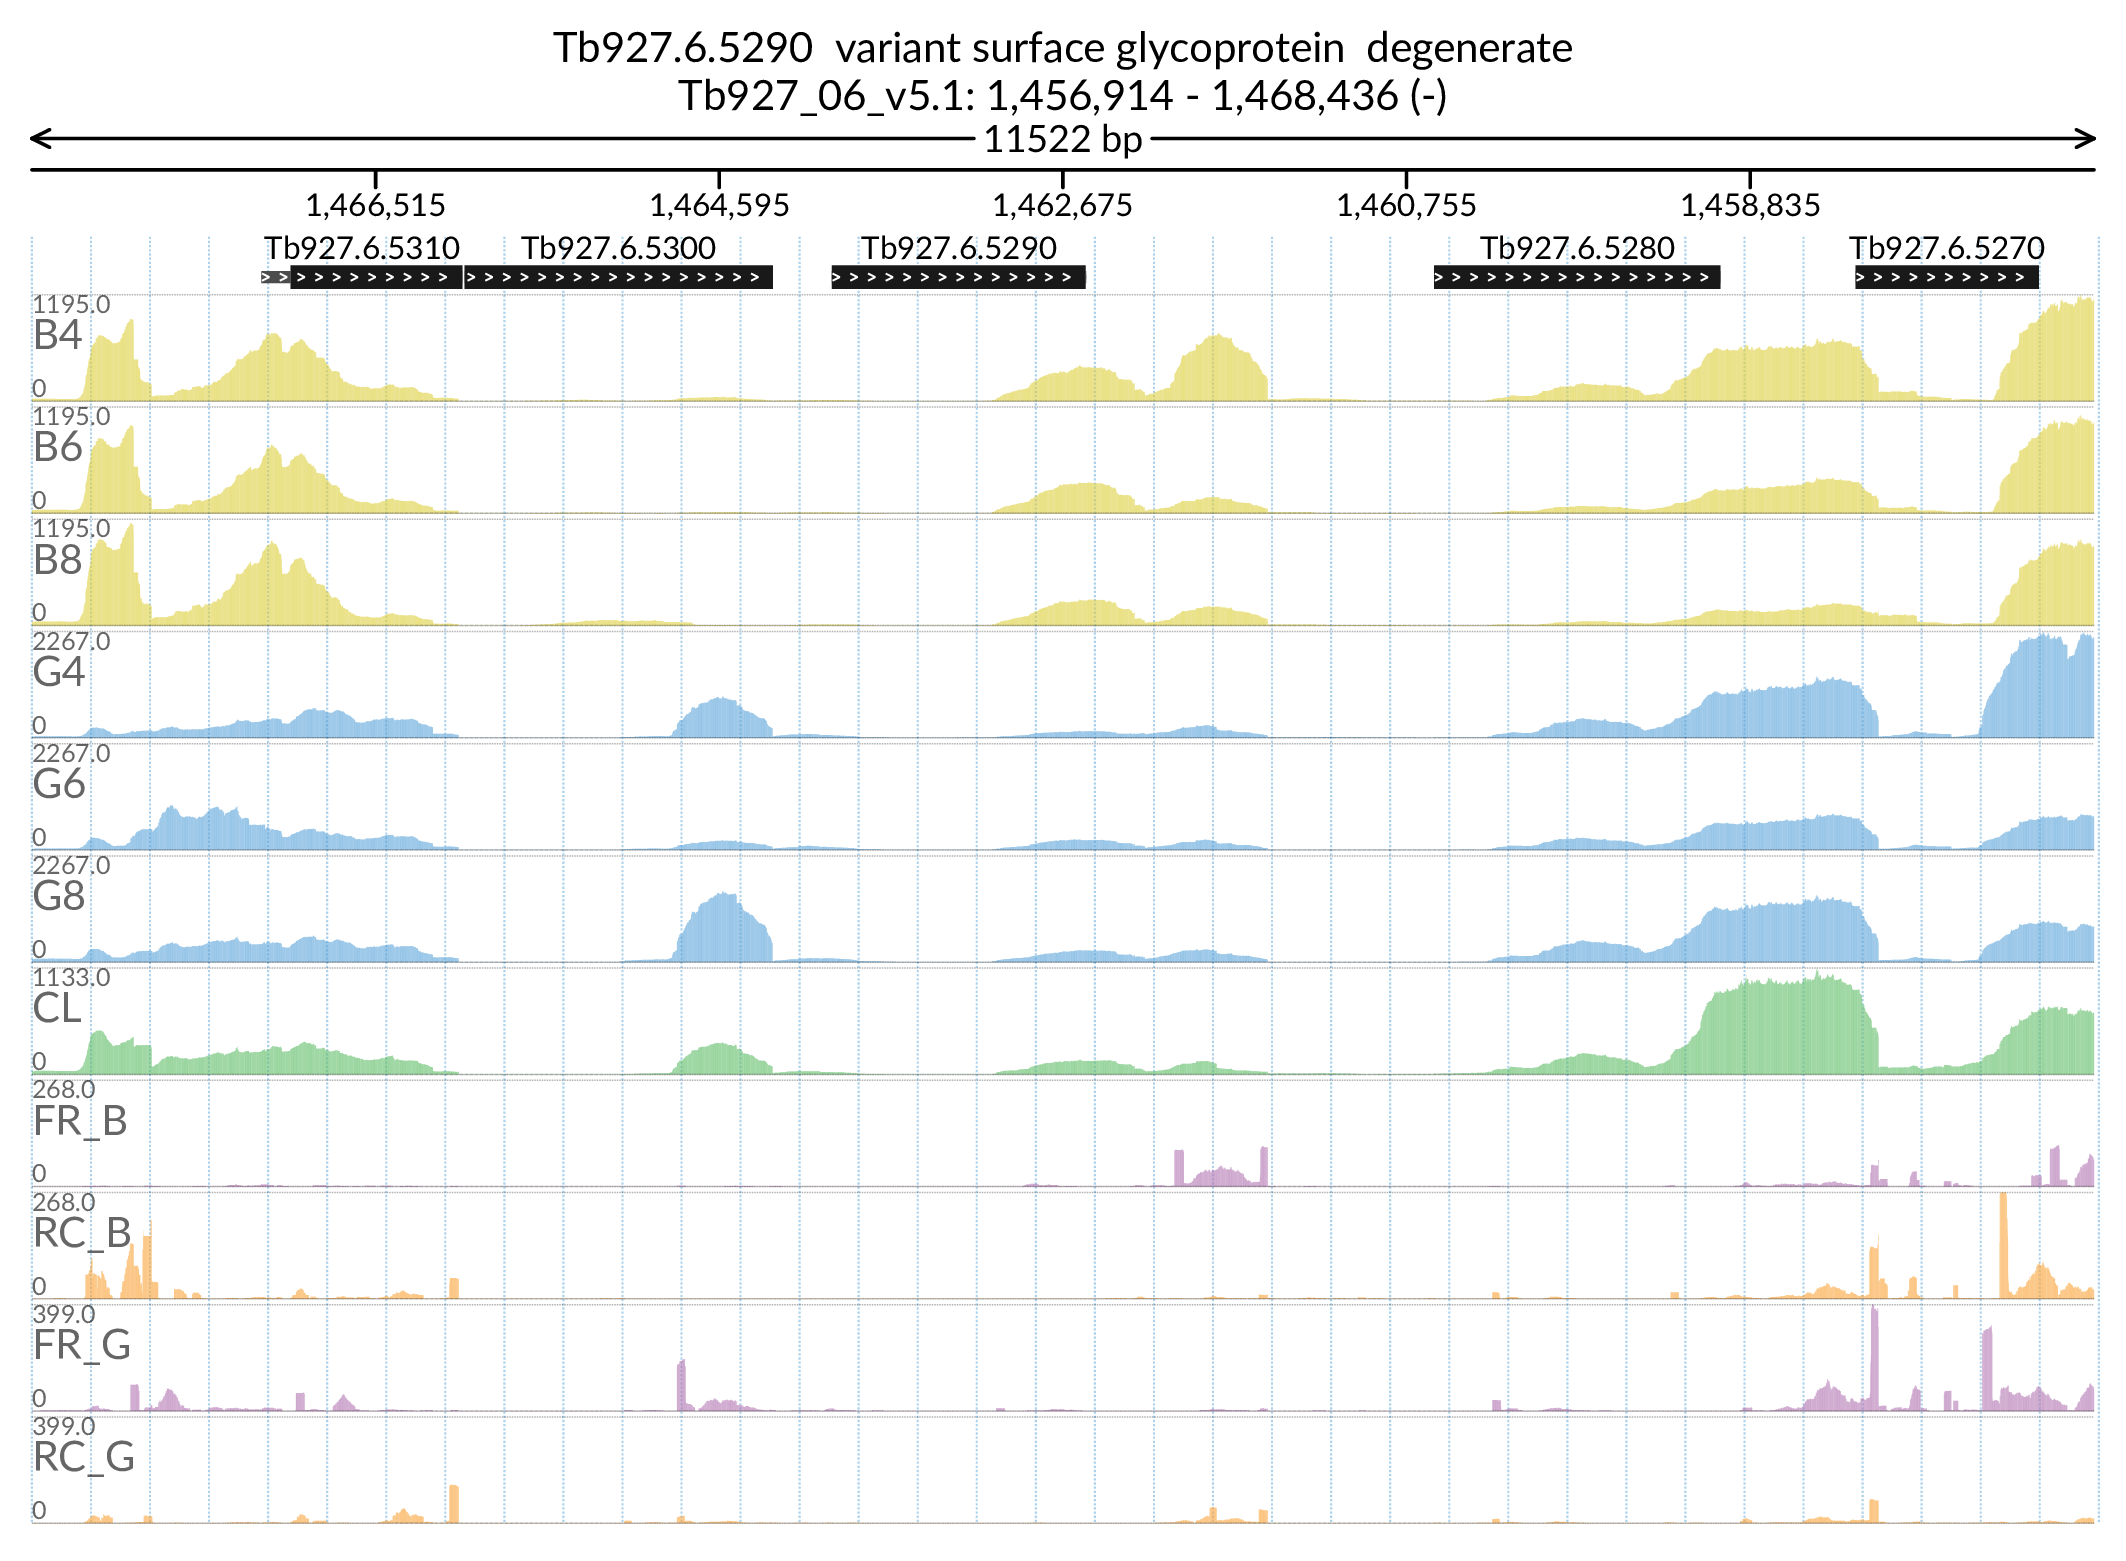 Tb927.6.5290  variant surface glycoprotein  degenerate
Tb927_06_v5.1: 1,456,914 - 1,468,436 (-)
11522 bp
1,466,515 1,464,595 1,462,675 1,460,755 1,458,835
Tb927.6.5310 Tb927.6.5300 Tb927.6.5290 Tb927.6.5280 Tb927.6.5270
1195.0
B4
0
1195.0
B6
0
1195.0
B8
0
2267.0
G4
0
2267.0
G6
0
2267.0
G8
0
1133.0
CL
0
268.0
FR_B
0
268.0
RC_B
0
399.0
FR_G
0
399.0
RC_G
0